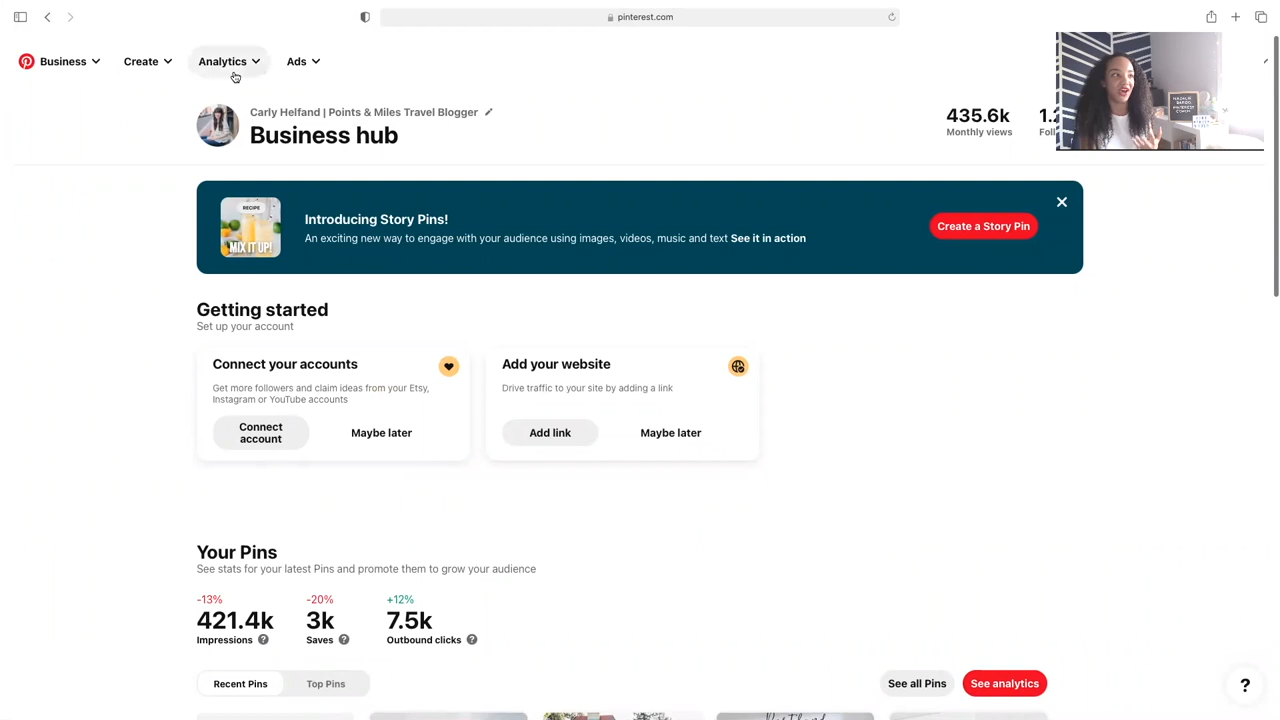 pinterest.com
Business
Create
Analytics
Ads
Carly Helfand | Points & Miles Travel Blogger
Business hub
435.6k
Monthly views
RECIPE
MIX IT UP!
Introducing Story Pins!
An exciting new way to engage with your audience using images, videos, music and text See it in action
Create a Story Pin
Getting started
Set up your account
Connect your accounts
Get more followers and claim ideas from your Etsy,
Instagram or YouTube accounts
Connect
account
Maybe later
Add your website
Drive traffic to your site by adding a link
Add link
Maybe later
Your Pins
See stats for your latest Pins and promote them to grow your audience
-13%
421.4k
Impressions ?
-20%
3k
Saves ?
+12%
7.5k
Outbound clicks ?
Recent Pins
Top Pins
See all Pins
See analytics
?